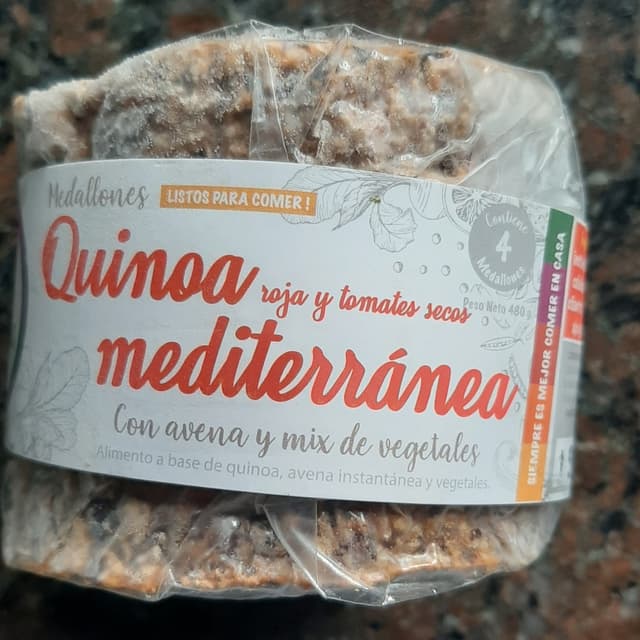 Medallones
LISTOS PARA COMER!
Contiene
4
Medallones
Quinoa
roja y tomates secos
Peso Neto 480 g
mediterránea
Con avena y mix de vegetales
Alimento a base de quinoa, avena instantánea y vegetales.
SIEMPRE ES MEJOR COMER EN CASA